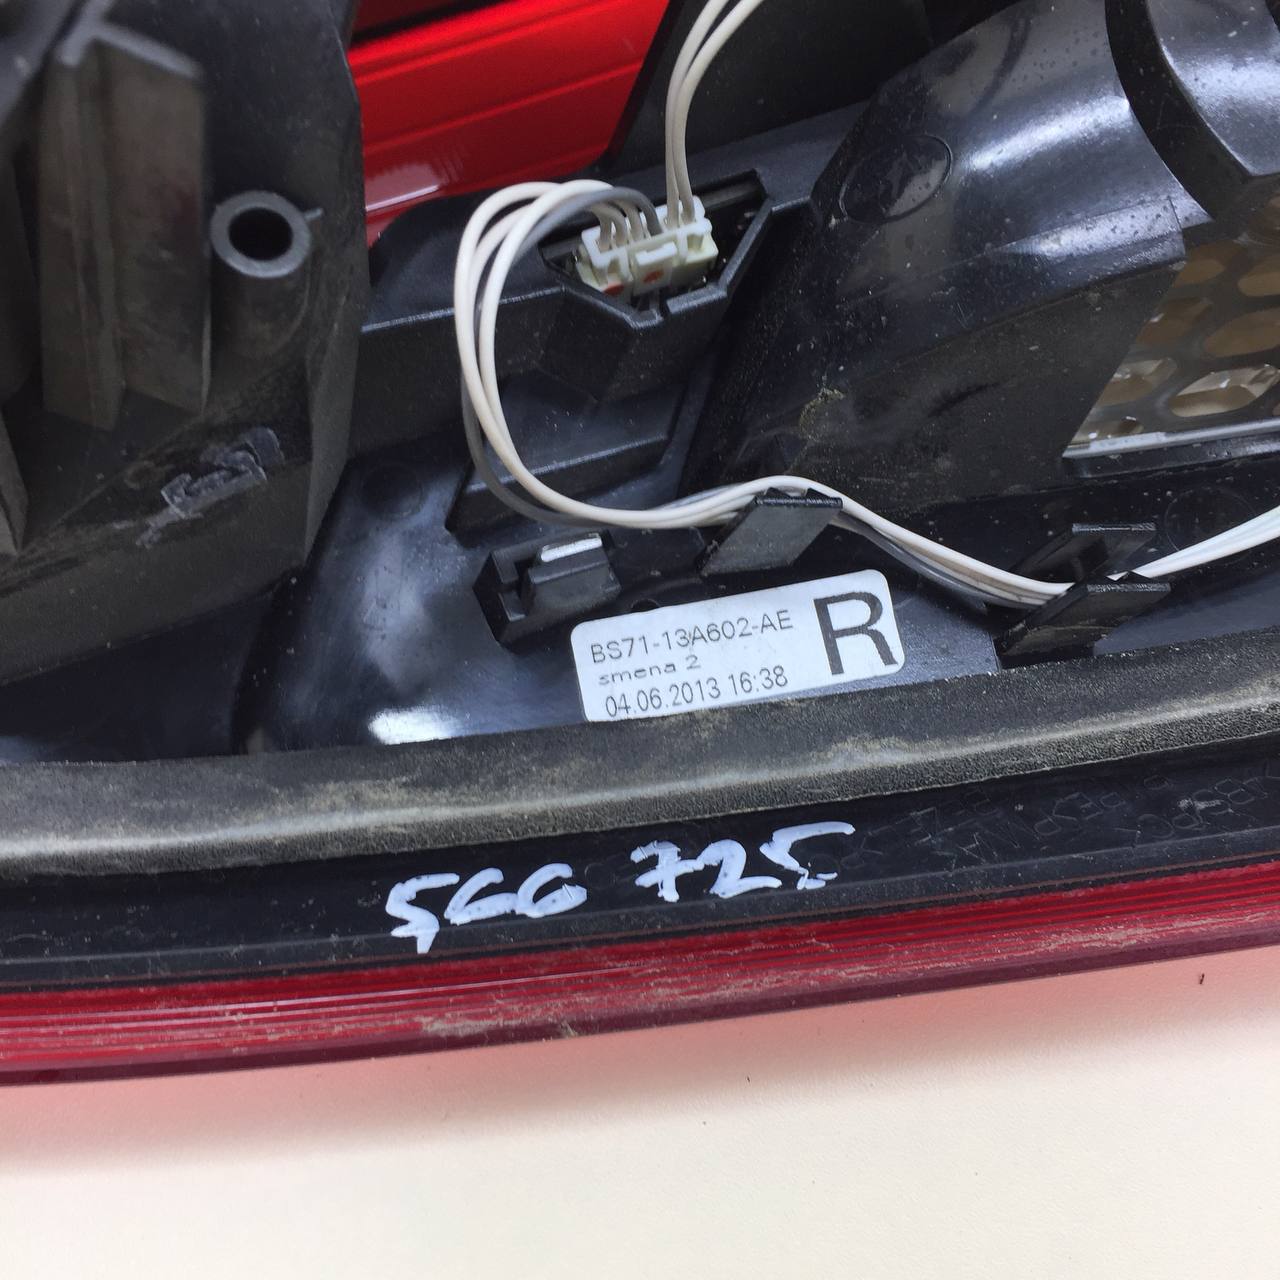 BS71-13A602-AE
R
smena 2
04.06.2013 16:38
566 725